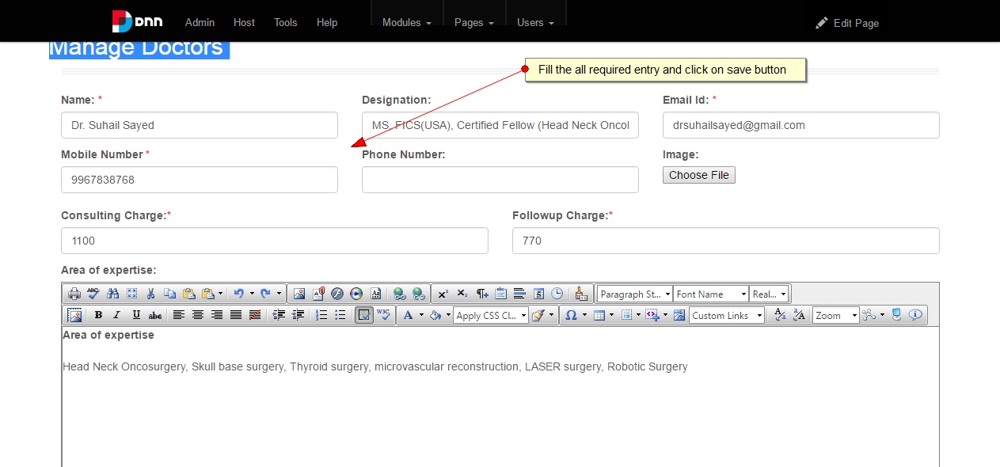 DNN Admin Host Tools Help Modules Pages Users Edit Page
Manage Doctors
Fill the all required entry and click on save button
Name: * Designation: Email Id: *
Dr. Suhail Sayed MS, FICS(USA), Certified Fellow (Head Neck Oncol drsuhailsayed@gmail.com
Mobile Number * Phone Number: Image:
9967838768 Choose File
Consulting Charge:* Followup Charge:*
1100 770
Area of expertise:
Paragraph St... Font Name Real...
B I U abc W3C A Apply CSS Cl... Ω Custom Links Zoom
Area of expertise
Head Neck Oncosurgery, Skull base surgery, Thyroid surgery, microvascular reconstruction, LASER surgery, Robotic Surgery